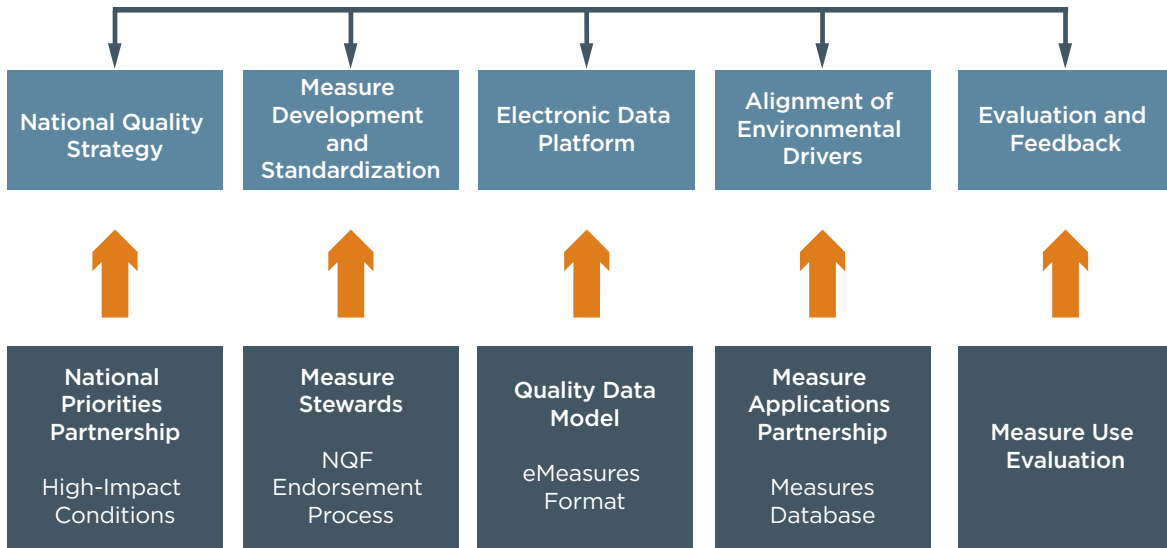 National Quality
Strategy
Measure
Development
and
Standardization
Electronic Data
Platform
Alignment of
Environmental
Drivers
Evaluation and
Feedback
National
Priorities
Partnership
High-Impact
Conditions
Measure
Stewards
NQF
Endorsement
Process
Quality Data
Model
eMeasures
Format
Measure
Applications
Partnership
Measures
Database
Measure Use
Evaluation